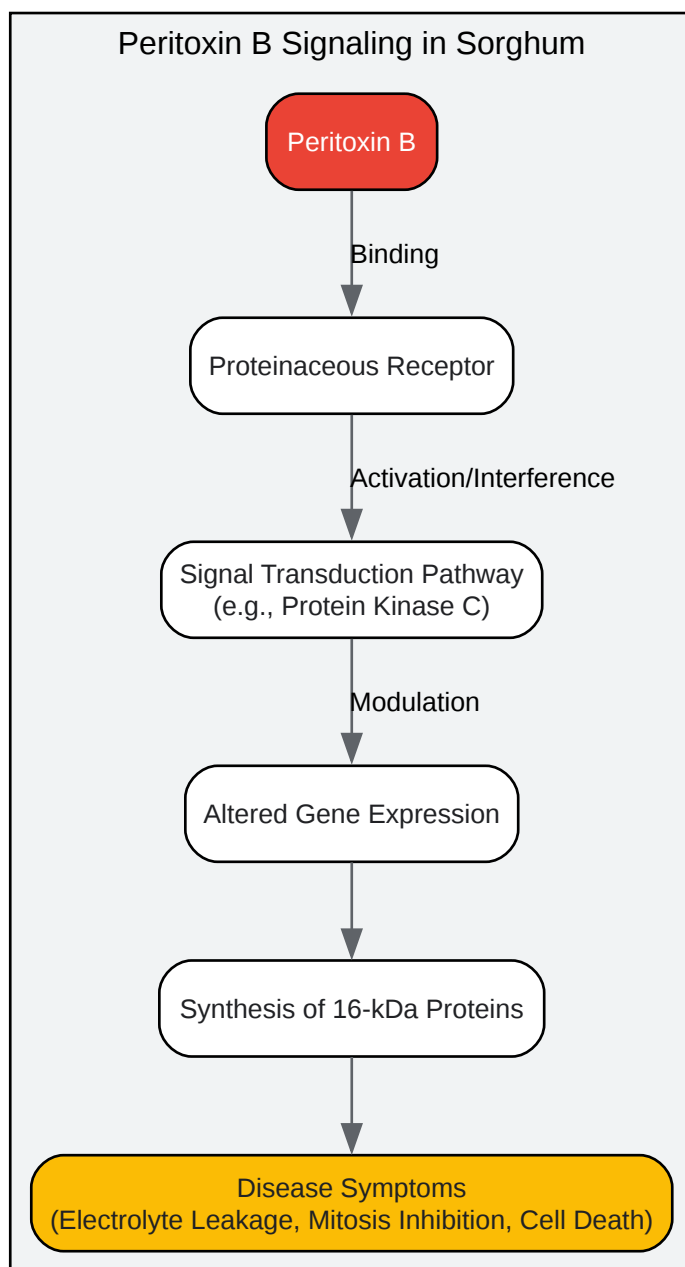 Peritoxin B Signaling in Sorghum
Peritoxin B
Binding
Proteinaceous Receptor
Activation/Interference
Signal Transduction Pathway
(e.g., Protein Kinase C)
Modulation
Altered Gene Expression
Synthesis of 16-kDa Proteins
Disease Symptoms
(Electrolyte Leakage, Mitosis Inhibition, Cell Death)